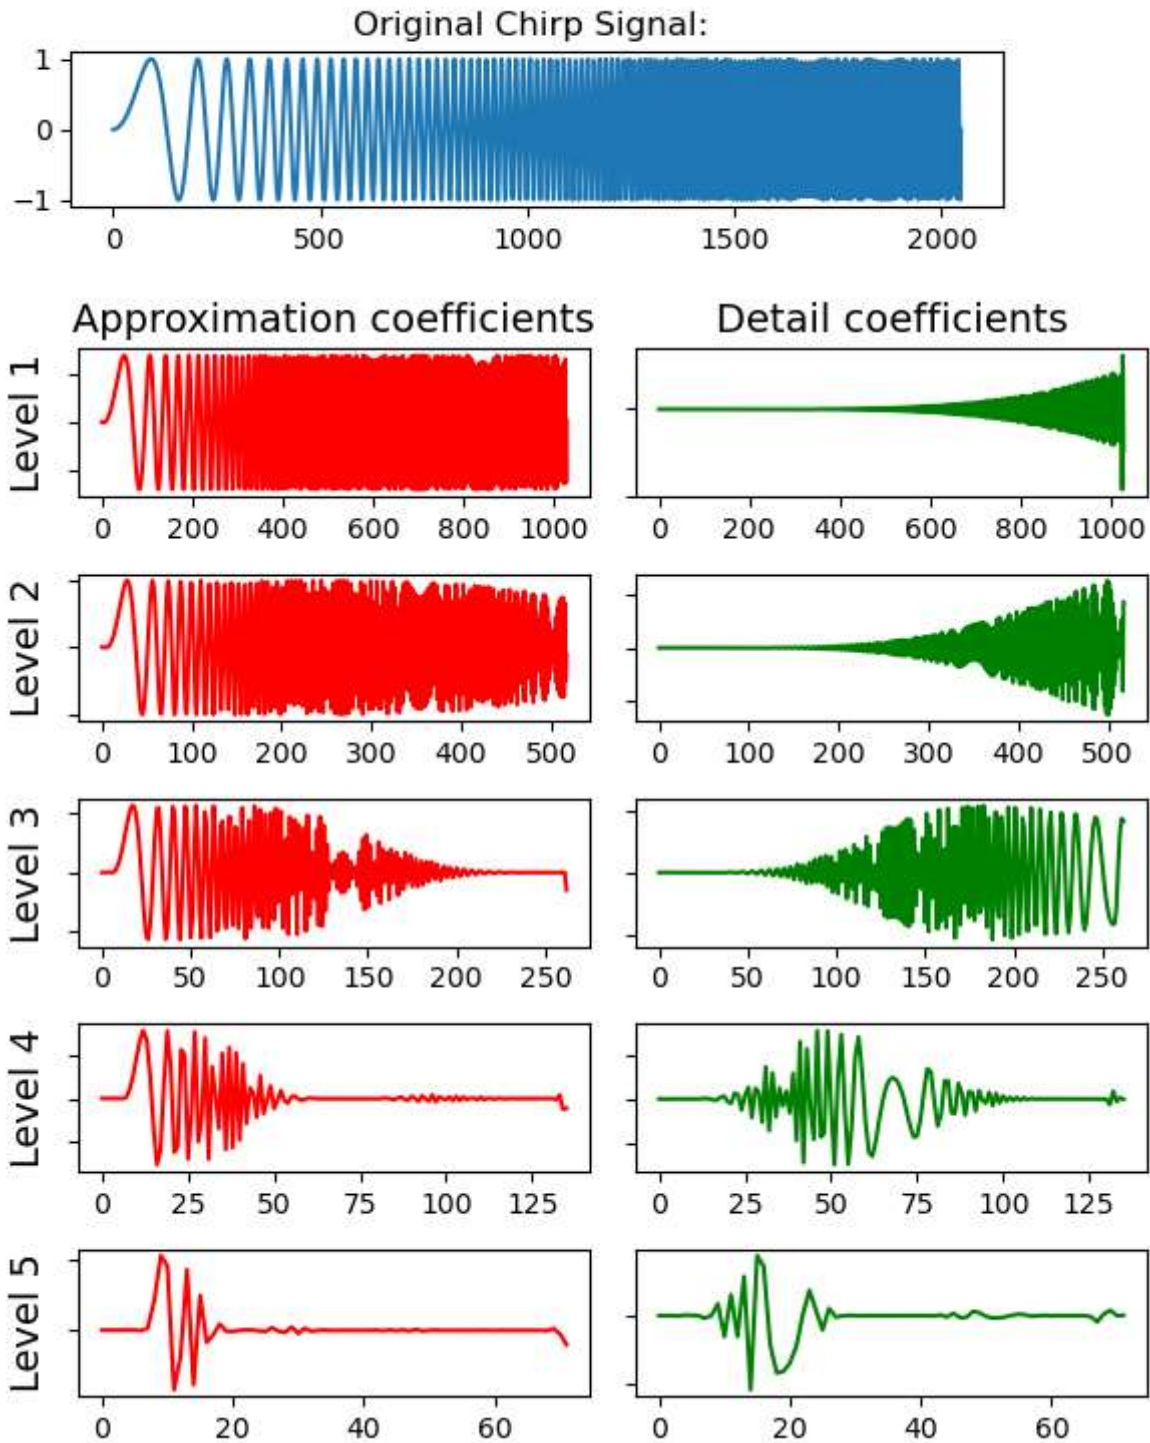 Original Chirp Signal:
1
0
−1
0 500 1000 1500 2000
Approximation coefficients Detail coefficients
Level 1
0 200 400 600 800 1000 0 200 400 600 800 1000
Level 2
0 100 200 300 400 500 0 100 200 300 400 500
Level 3
0 50 100 150 200 250 0 50 100 150 200 250
Level 4
0 25 50 75 100 125 0 25 50 75 100 125
Level 5
0 20 40 60 0 20 40 60